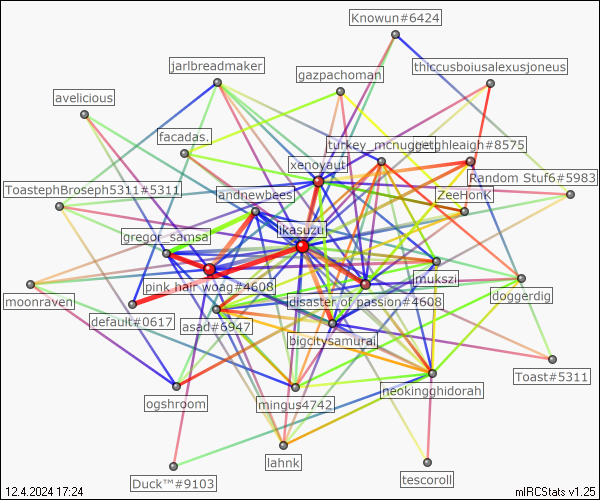 Knowun#6424
jarlbreadmaker
thiccusboiusalexusjoneus
gazpachoman
avelicious
facadas.
turkey_mcnugget
ghleigh#8575
xenoyaut
Random Stuf6#5983
ToastephBroseph5311#5311
andnewbees
ZeeHonK
gregor_samsa
ikasuzu
pink hair woag#4608
mukszi
moonraven
disaster of passion#4608
doggerdig
default#0617
asad#6947
bigcitysamurai
Toast#5311
ogshroom
mingus4742
neokingghidorah
lahnk
tescoroll
Duck™#9103
12.4.2024 17:24
mIRCStats v1.25